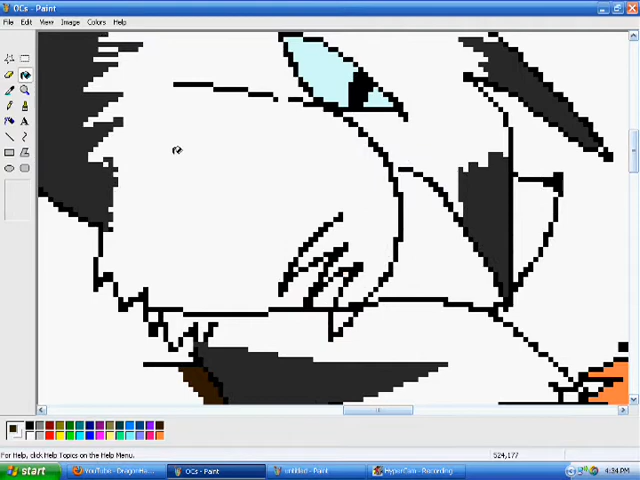 OCs - Paint
File Edit View Image Colors Help
A
For Help, click Help Topics on the Help Menu.
524,177
start
YouTube - DragonHa...
OCs - Paint
untitled - Paint
HyperCam - Recording
4:34 PM